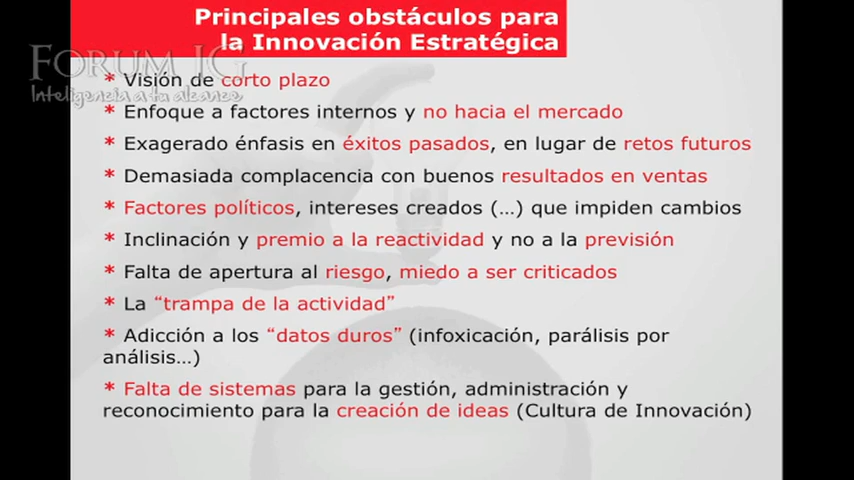 Principales obstáculos para
la Innovación Estratégica
FORUM IG
Inteligencia a tu alcance
* Visión de corto plazo
* Enfoque a factores internos y no hacia el mercado
* Exagerado énfasis en éxitos pasados, en lugar de retos futuros
* Demasiada complacencia con buenos resultados en ventas
* Factores políticos, intereses creados (…) que impiden cambios
* Inclinación y premio a la reactividad y no a la previsión
* Falta de apertura al riesgo, miedo a ser criticados
* La “trampa de la actividad”
* Adicción a los “datos duros” (infoxicación, parálisis por
análisis…)
* Falta de sistemas para la gestión, administración y
reconocimiento para la creación de ideas (Cultura de Innovación)